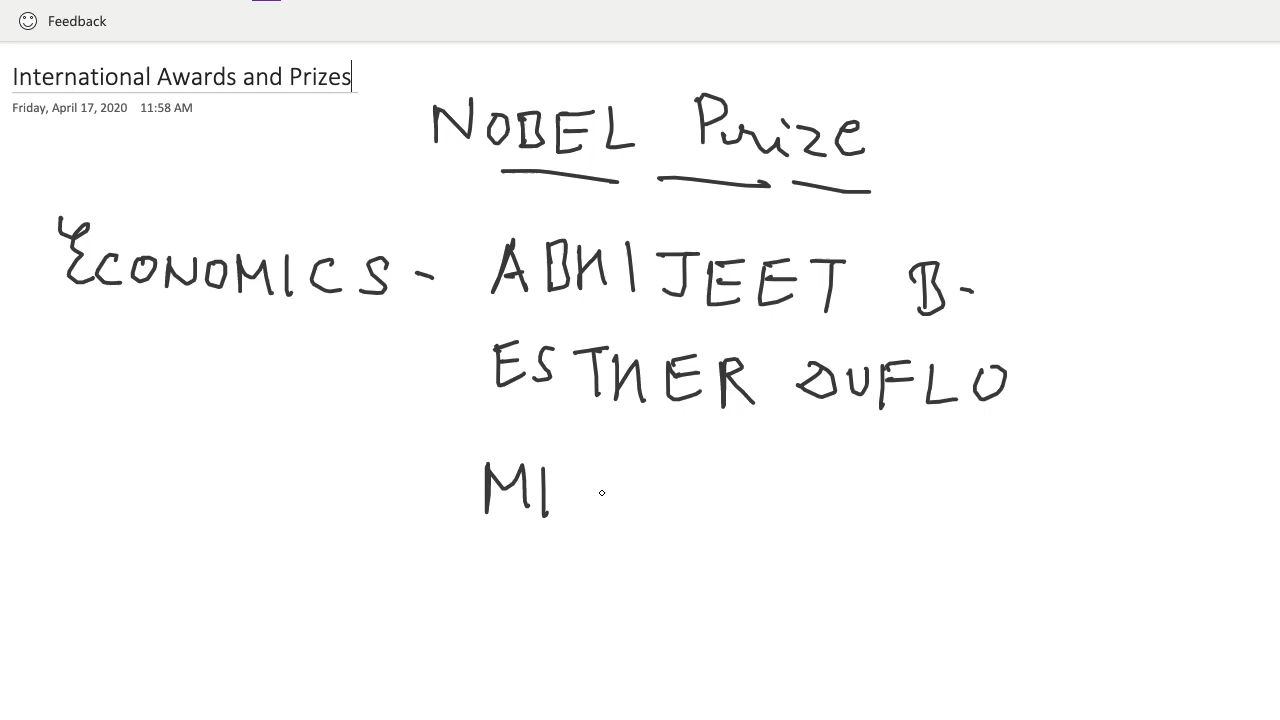 Feedback
International Awards and Prizes
Friday, April 17, 2020 11:58 AM
NOBEL Prize
ECONOMICS - ABHIJEET B-
ESTHER DUFLO
MI